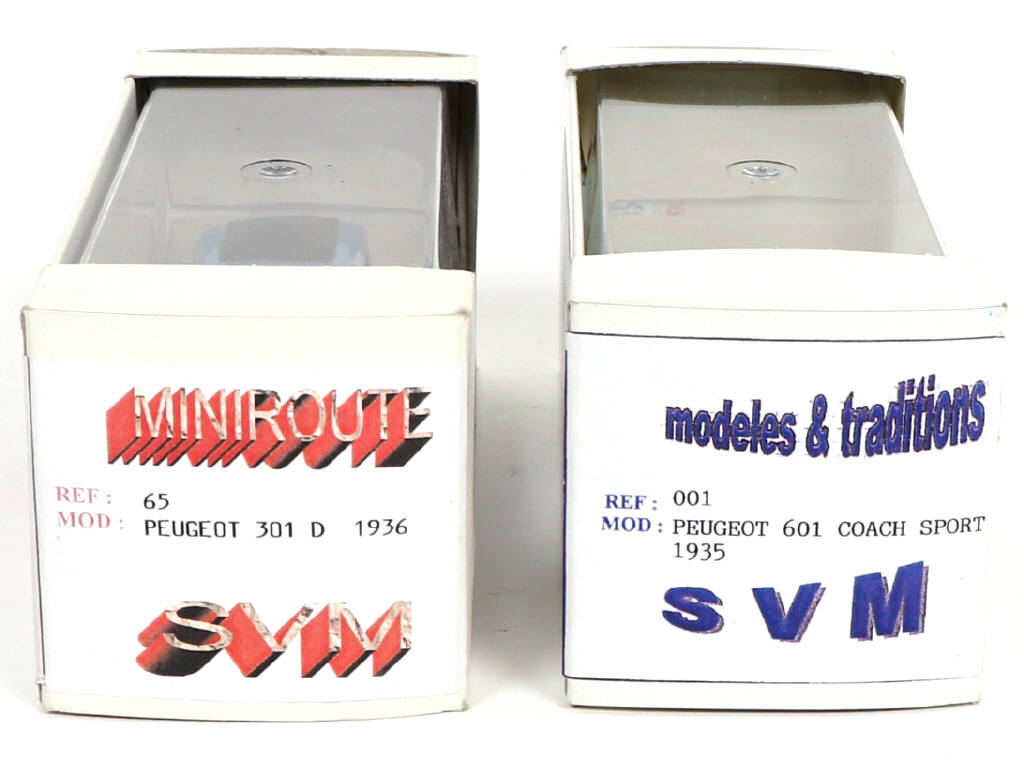 MINIROUTE
REF: 65
MOD: PEUGEOT 301 D 1936
SVM
modeles & traditions
REF: 001
MOD: PEUGEOT 601 COACH SPORT
1935
SVM